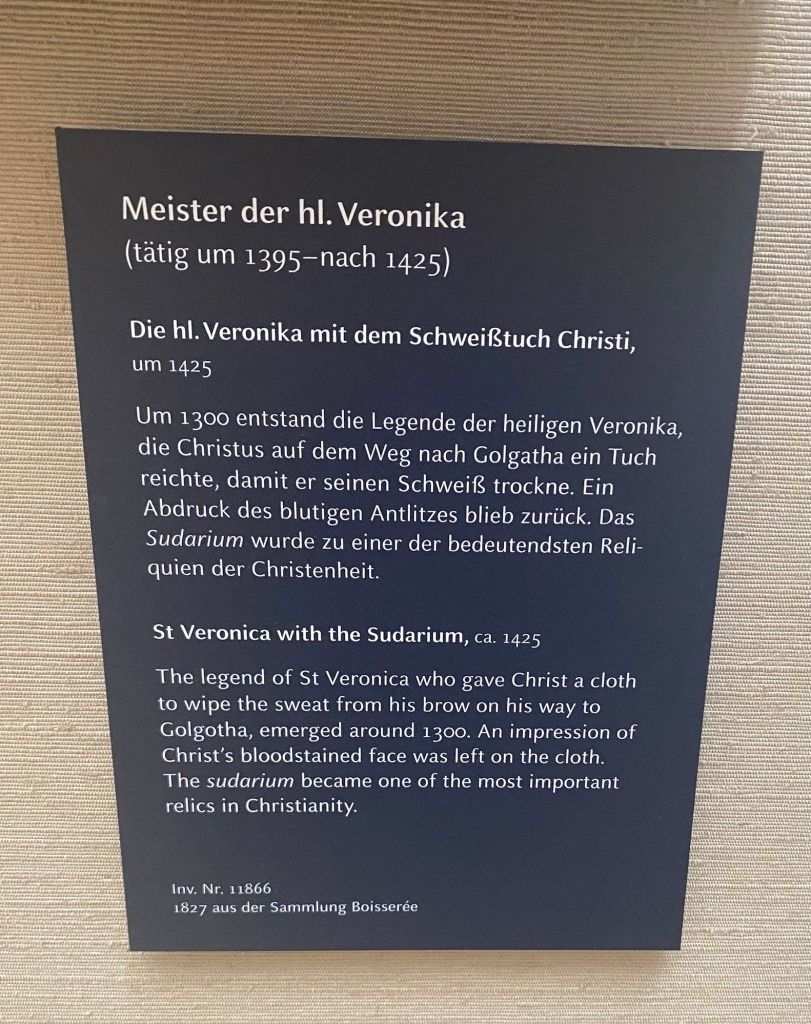 Meister der hl. Veronika
(tätig um 1395–nach 1425)
Die hl. Veronika mit dem Schweißtuch Christi,
um 1425
Um 1300 entstand die Legende der heiligen Veronika,
die Christus auf dem Weg nach Golgatha ein Tuch
reichte, damit er seinen Schweiß trockne. Ein
Abdruck des blutigen Antlitzes blieb zurück. Das
Sudarium wurde zu einer der bedeutendsten Reli-
quien der Christenheit.
St Veronica with the Sudarium, ca. 1425
The legend of St Veronica who gave Christ a cloth
to wipe the sweat from his brow on his way to
Golgotha, emerged around 1300. An impression of
Christ's bloodstained face was left on the cloth.
The sudarium became one of the most important
relics in Christianity.
Inv. Nr. 11866
1827 aus der Sammlung Boisserée